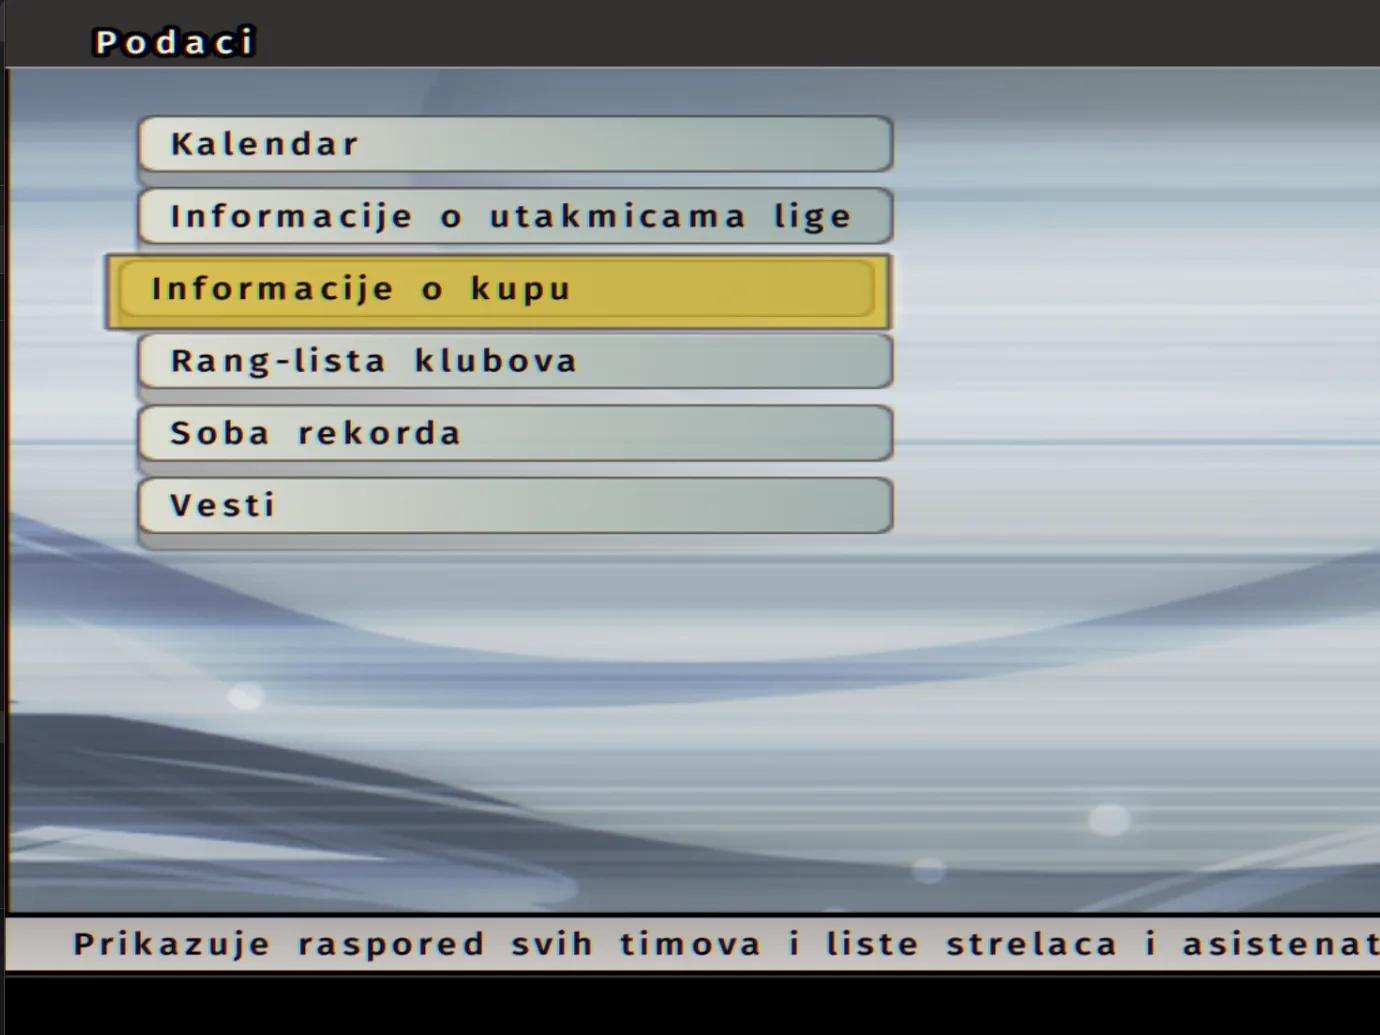 Podaci
Kalendar
Informacije o utakmicama lige
Informacije o kupu
Rang-lista klubova
Soba rekorda
Vesti
Prikazuje raspored svih timova i liste strelaca i asistenat